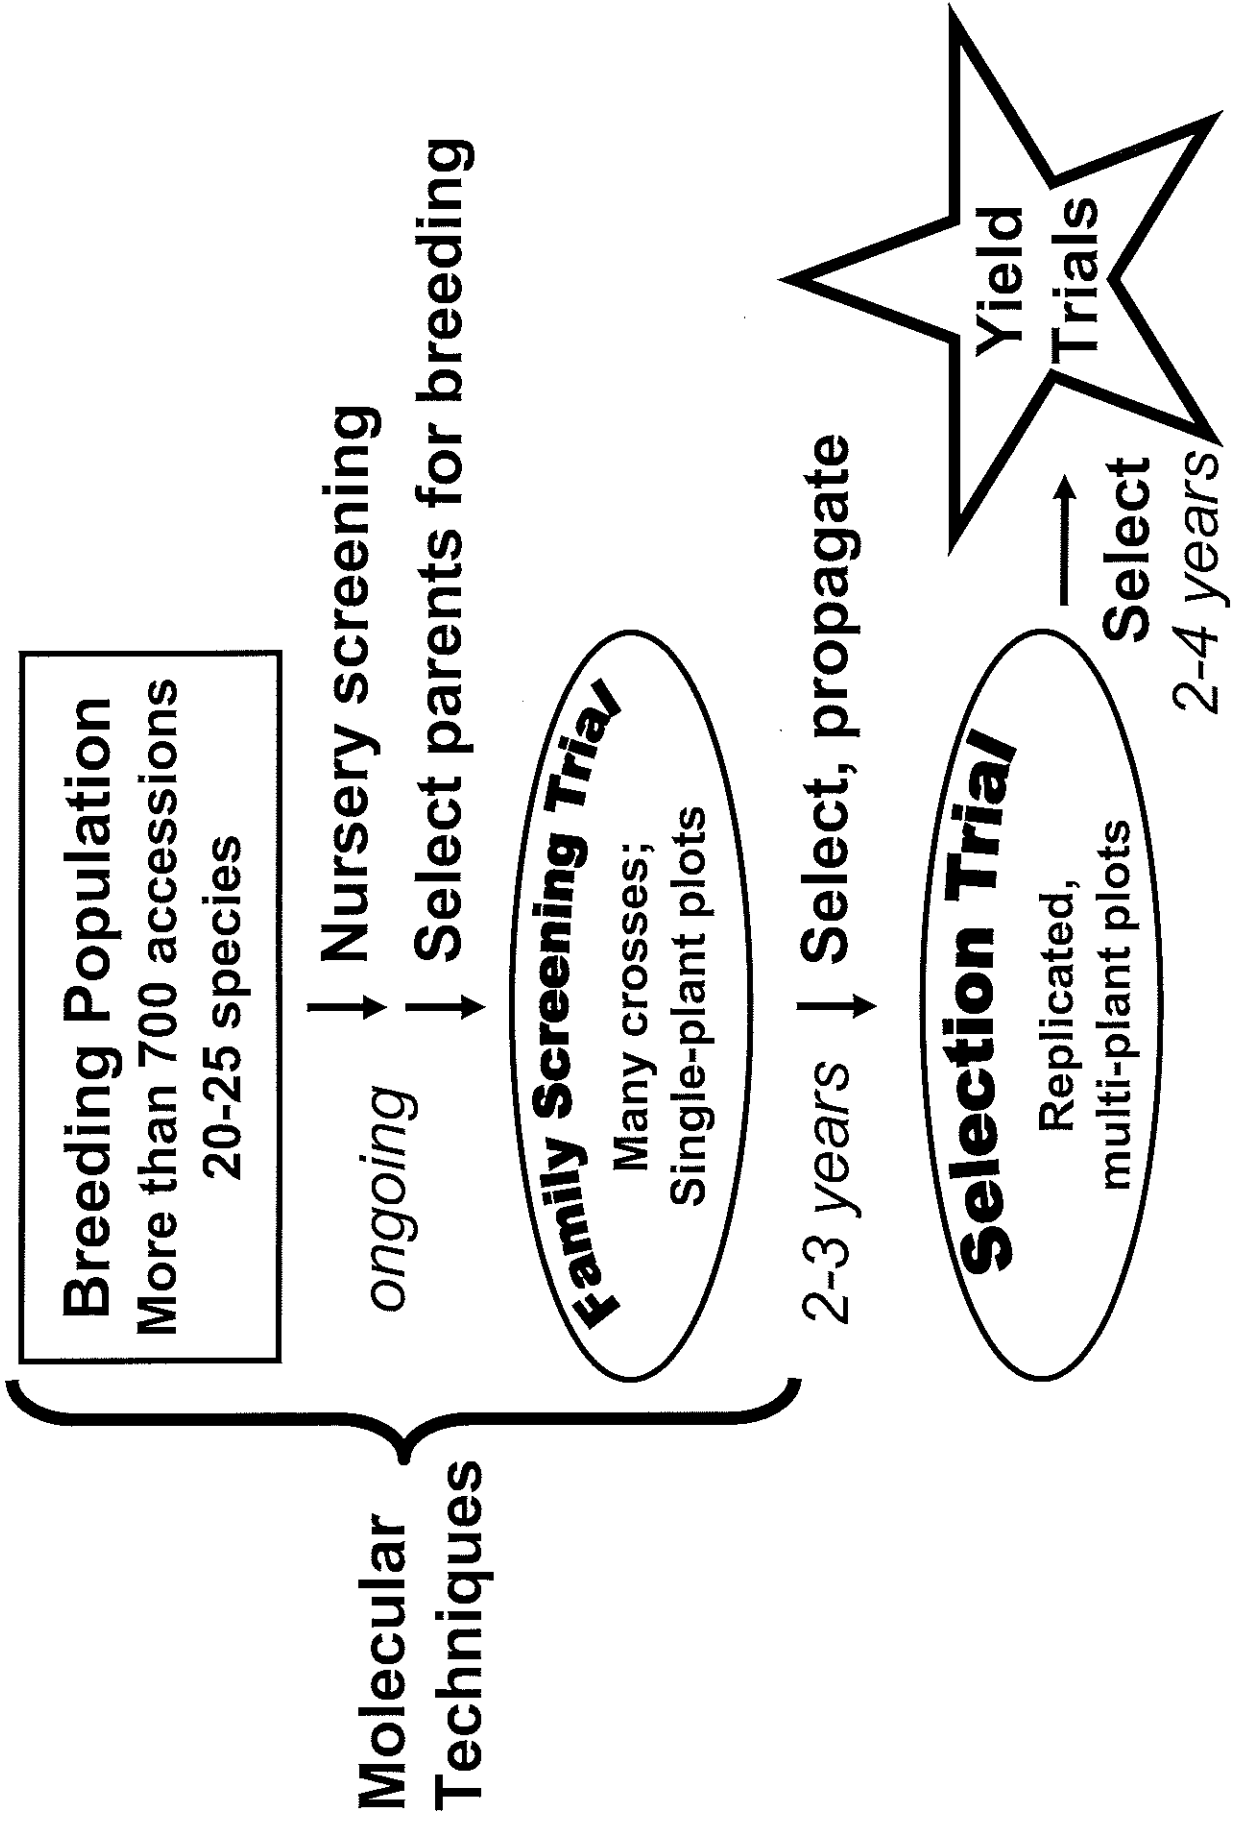 Breeding Population
More than 700 accessions
20-25 species
Molecular
Techniques
ongoing
Nursery screening
Select parents for breeding
Family Screening Trial
Many crosses;
Single-plant plots
2-3 years
Select, propagate
Selection Trial
Replicated,
multi-plant plots
Select
2-4 years
Yield
Trials